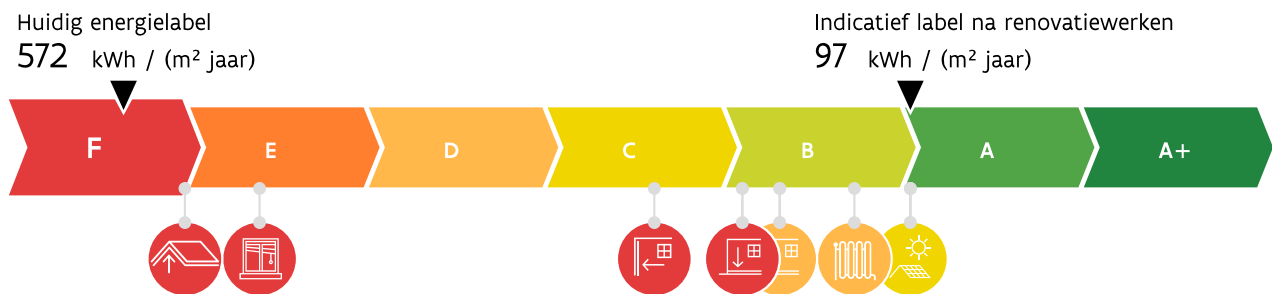 Huidig energielabel
572 kWh / (m² jaar)
Indicatief label na renovatiewerken
97 kWh / (m² jaar)
F E D C B A A+